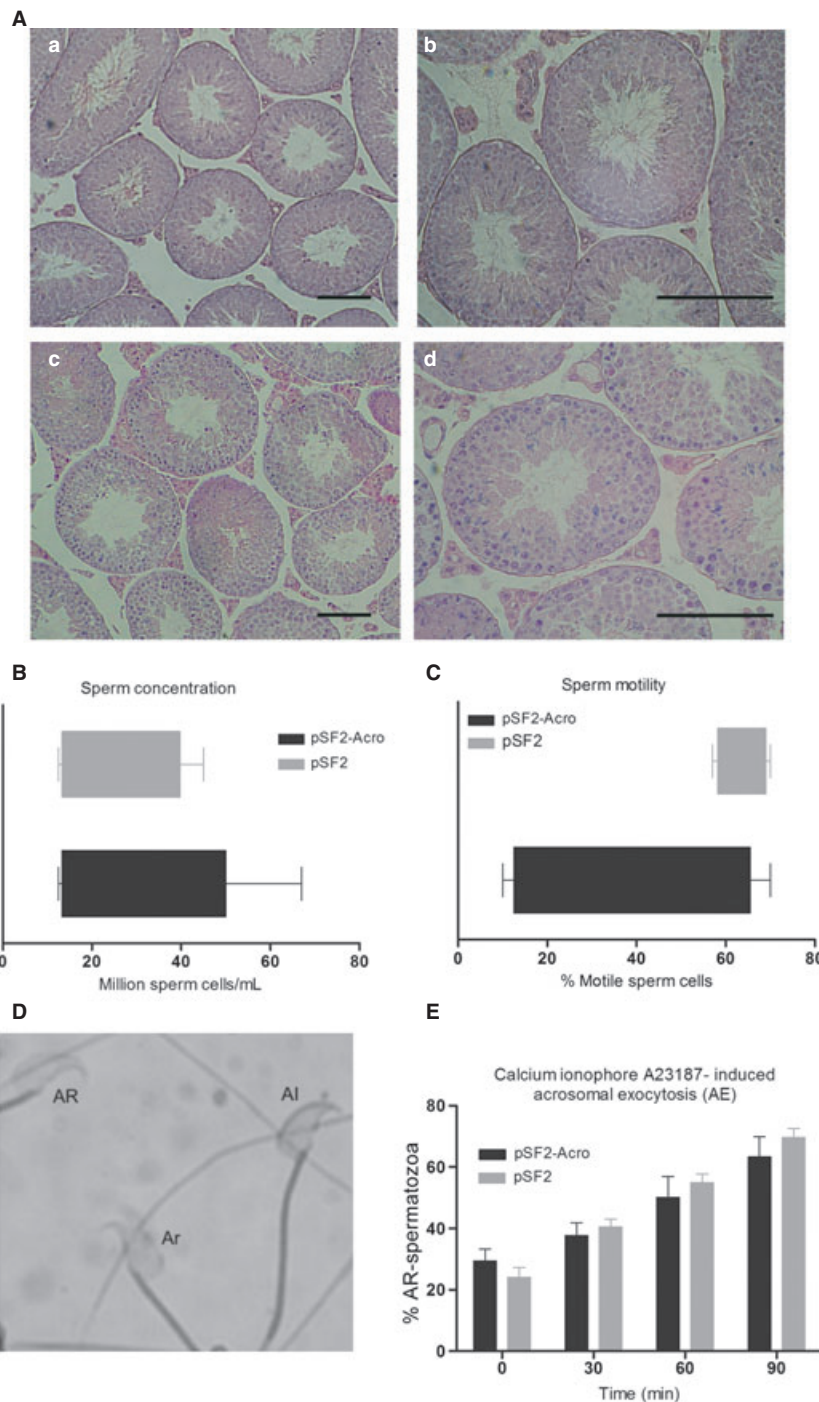 A
a
b
c
d
B
Sperm concentration
pSF2-Acro
pSF2
0 20 40 60 80
Million sperm cells/mL
C
Sperm motility
pSF2-Acro
pSF2
0 20 40 60 80
% Motile sperm cells
D
AR
AI
Ar
E
Calcium ionophore A23187- induced
acrosomal exocytosis (AE)
pSF2-Acro
pSF2
% AR-spermatozoa
80
60
40
20
0
0 30 60 90
Time (min)